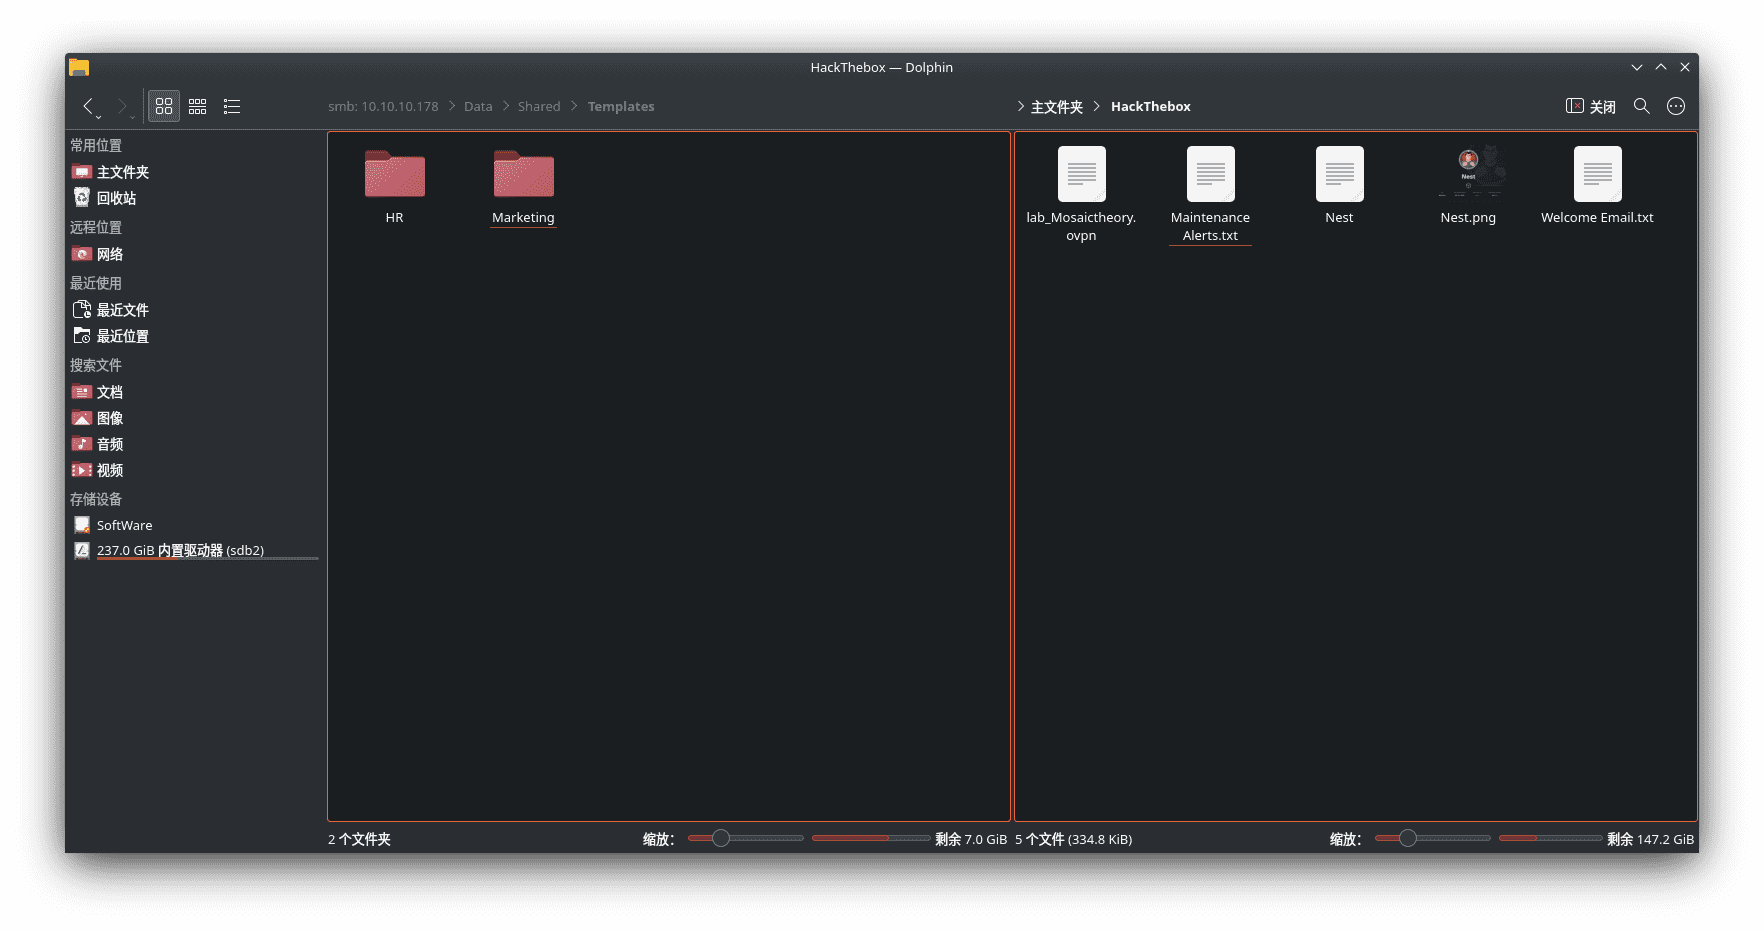 HackThebox — Dolphin
smb: 10.10.10.178 > Data > Shared > Templates
> 主文件夹 > HackThebox
关闭
常用位置
主文件夹
回收站
远程位置
网络
最近使用
最近文件
最近位置
搜索文件
文档
图像
音频
视频
存储设备
SoftWare
237.0 GiB 内置驱动器 (sdb2)
HR
Marketing
lab_Mosaictheory.
ovpn
Maintenance
Alerts.txt
Nest
Nest.png
Welcome Email.txt
2 个文件夹
缩放：
剩余 7.0 GiB
5 个文件 (334.8 KiB)
缩放：
剩余 147.2 GiB